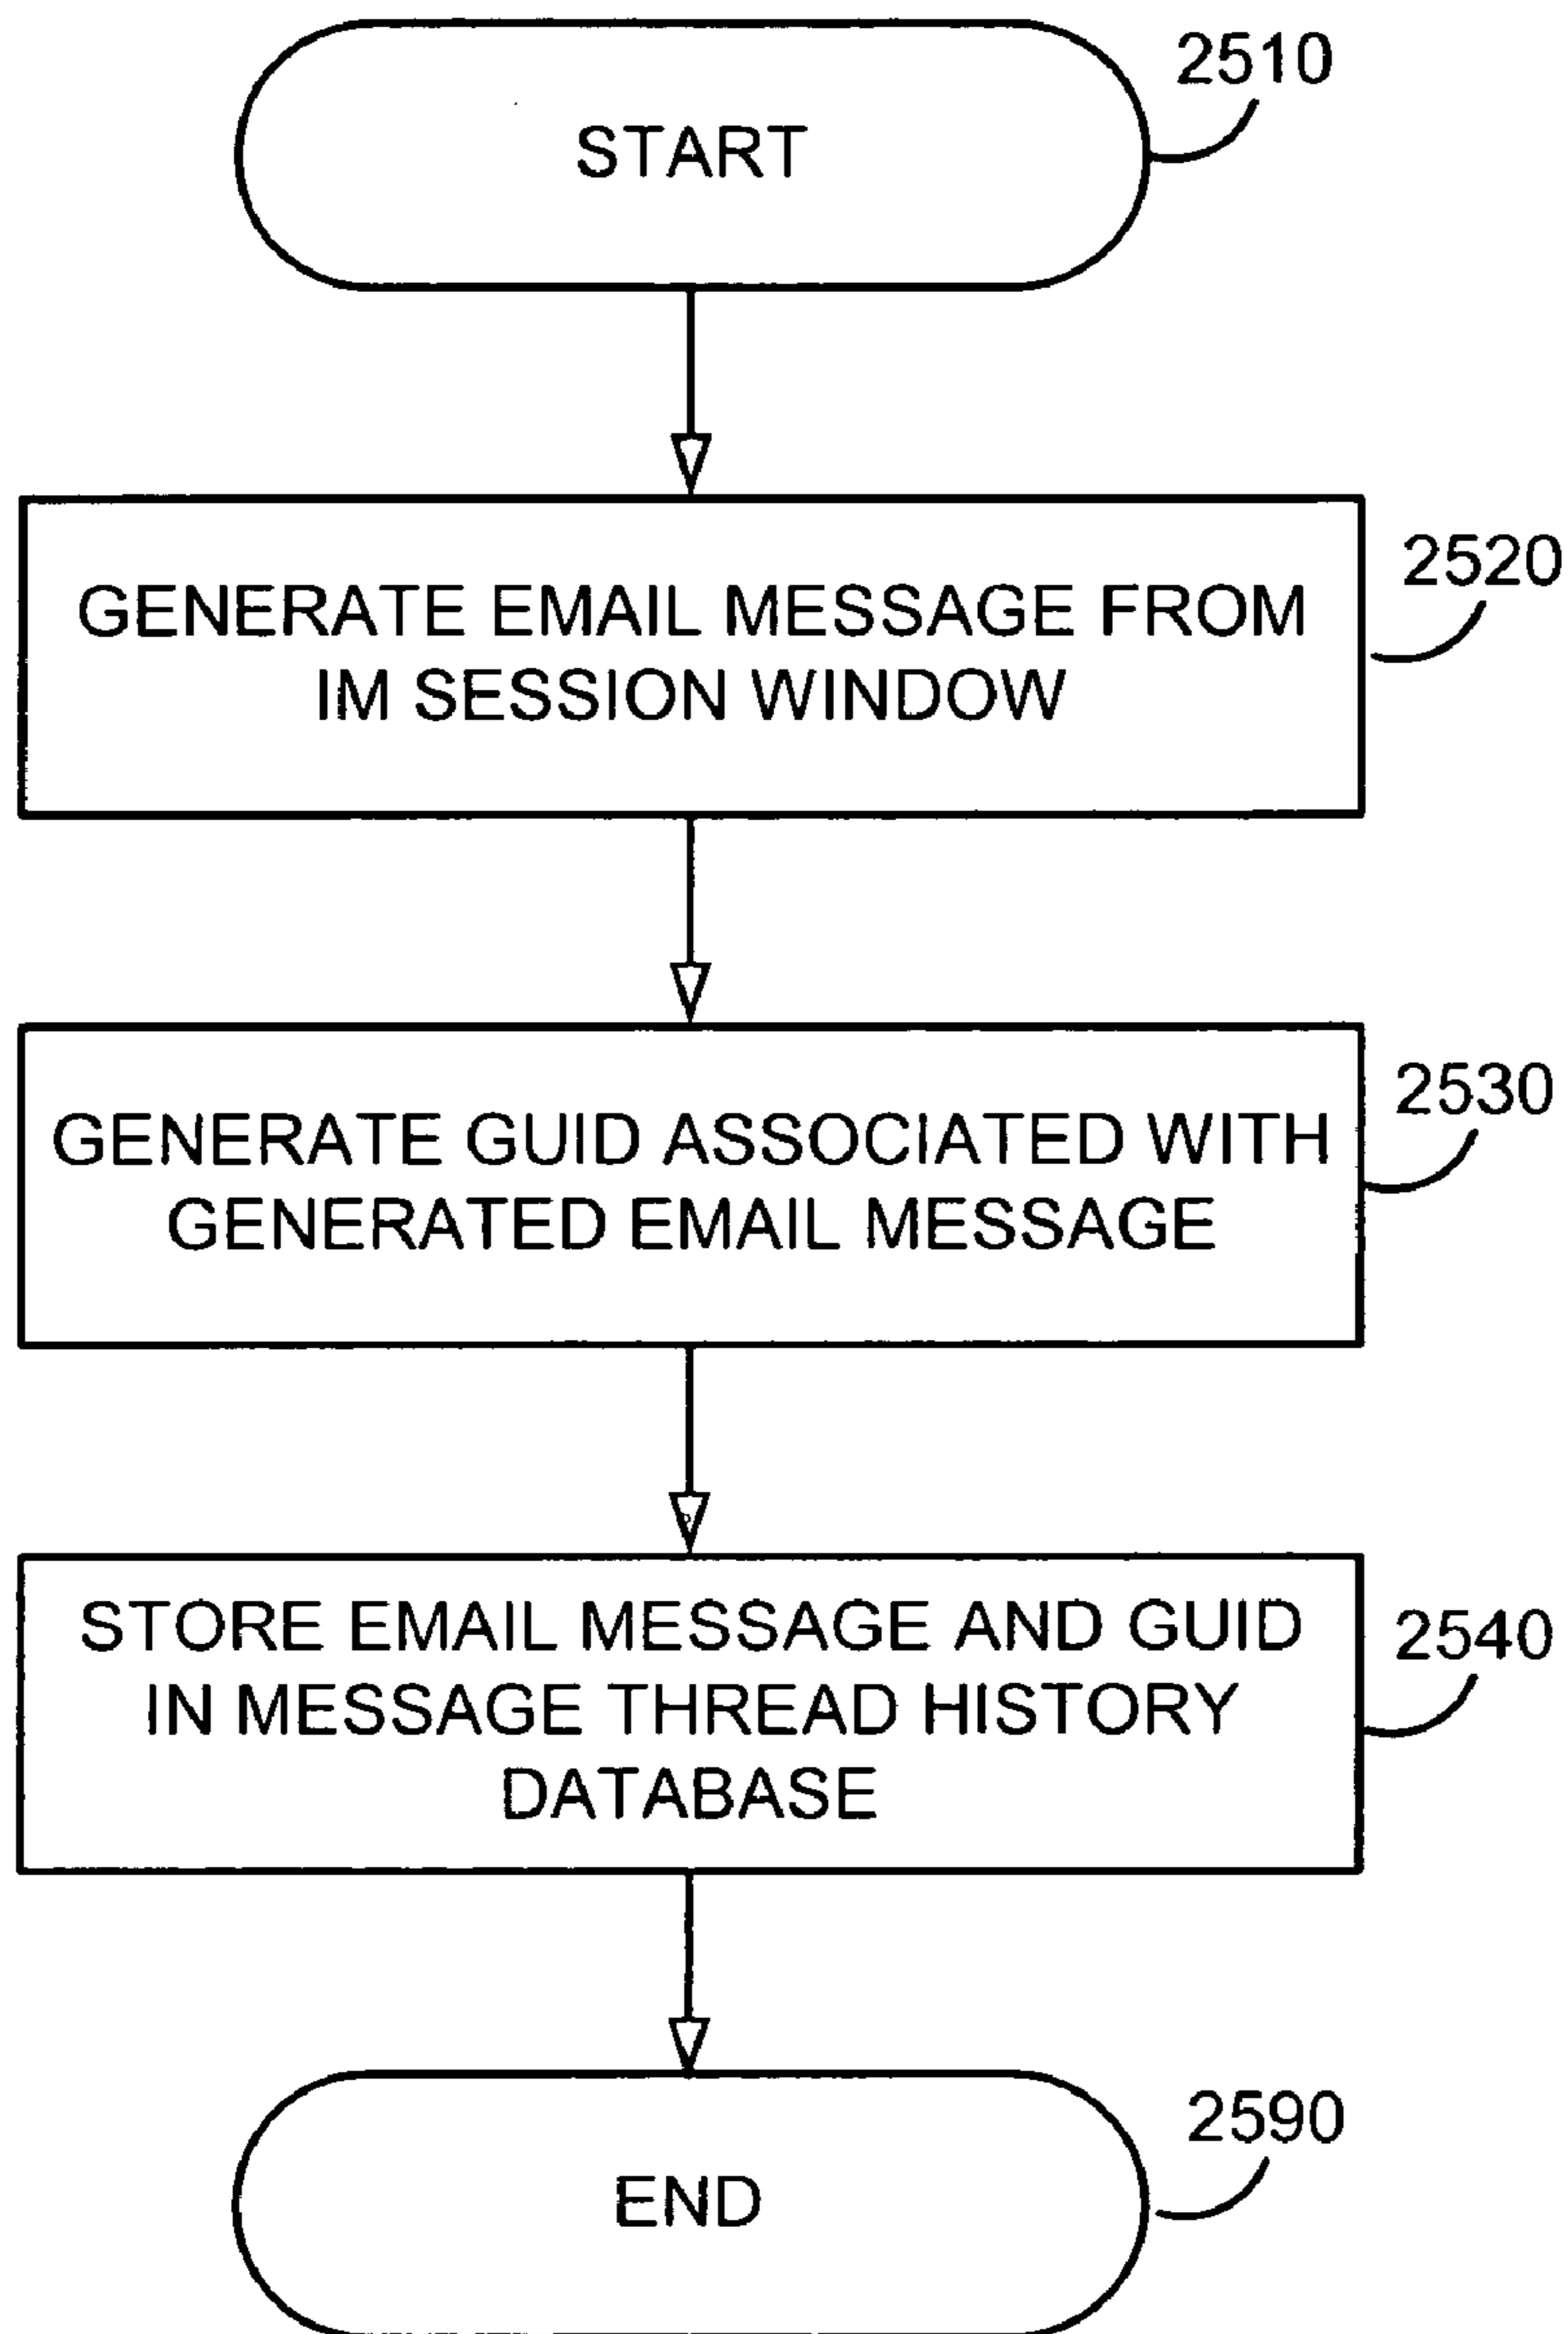 START
2510
GENERATE EMAIL MESSAGE FROM
IM SESSION WINDOW
2520
GENERATE GUID ASSOCIATED WITH
GENERATED EMAIL MESSAGE
2530
STORE EMAIL MESSAGE AND GUID
IN MESSAGE THREAD HISTORY
DATABASE
2540
END
2590